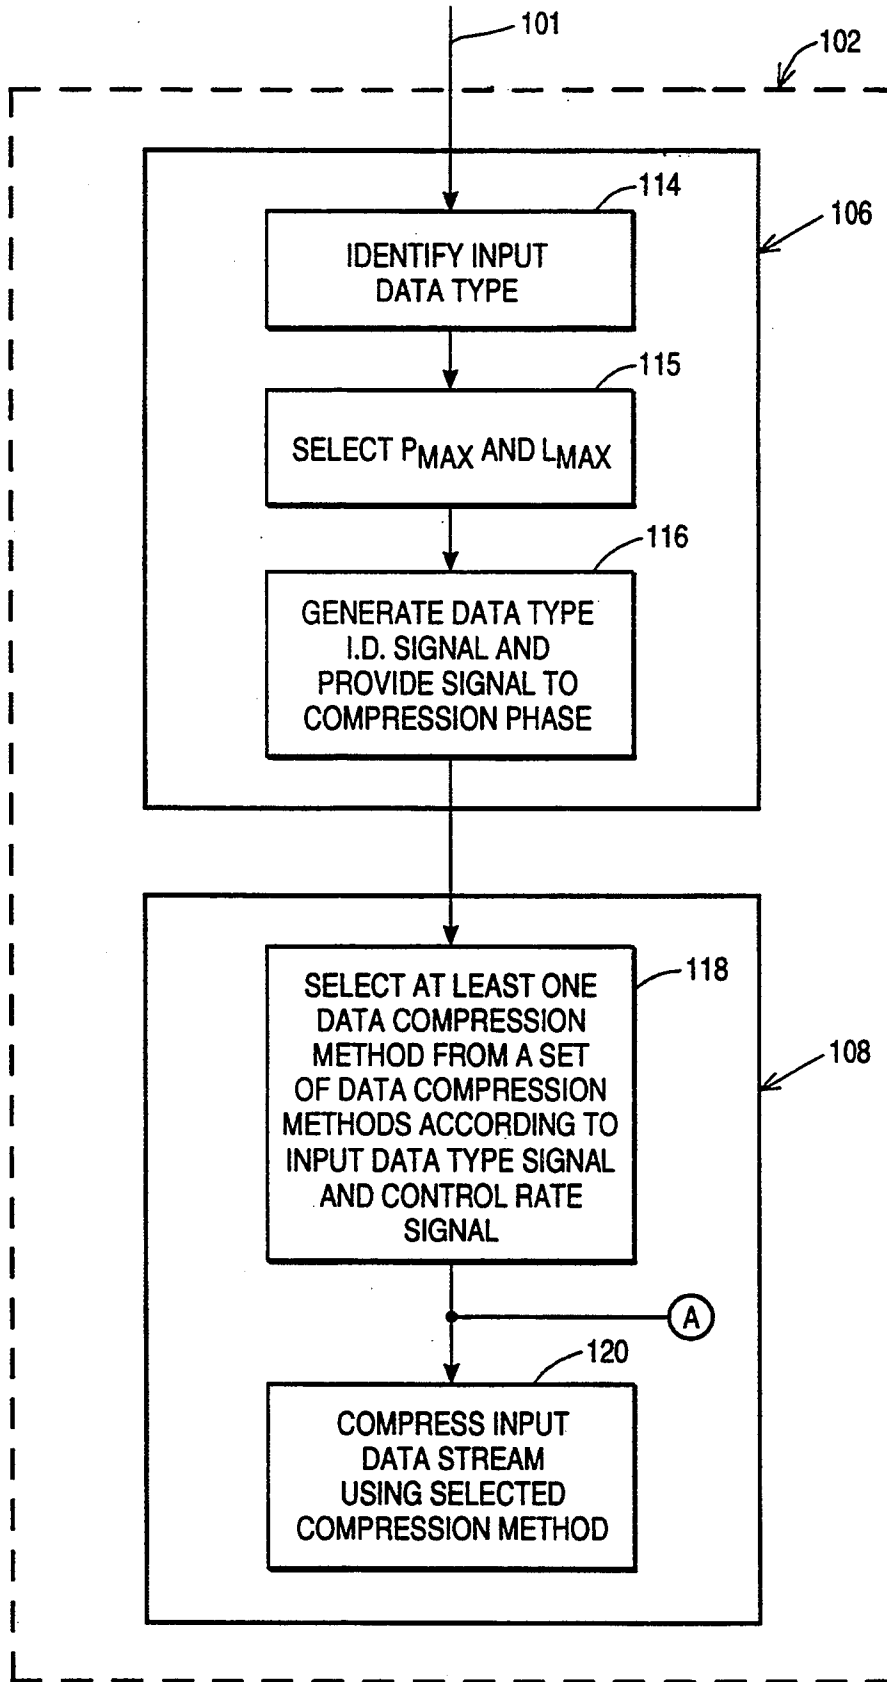 101
102
114
106
IDENTIFY INPUT
DATA TYPE
115
SELECT PMAX AND LMAX
116
GENERATE DATA TYPE
I.D. SIGNAL AND
PROVIDE SIGNAL TO
COMPRESSION PHASE
118
SELECT AT LEAST ONE
DATA COMPRESSION
METHOD FROM A SET
OF DATA COMPRESSION
METHODS ACCORDING TO
INPUT DATA TYPE SIGNAL
AND CONTROL RATE
SIGNAL
108
A
120
COMPRESS INPUT
DATA STREAM
USING SELECTED
COMPRESSION METHOD